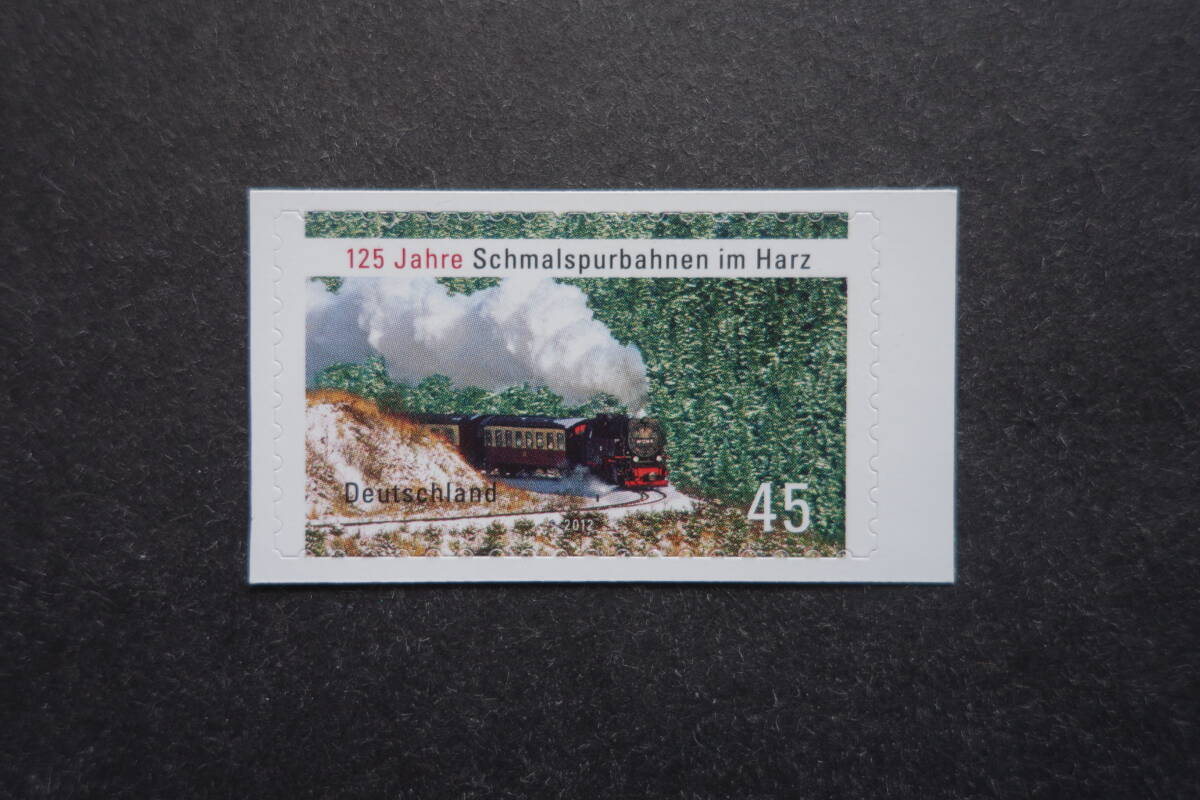 125 Jahre Schmalspurbahnen im Harz
Deutschland
45
2012